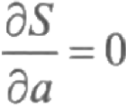 ∂S/∂a = 0